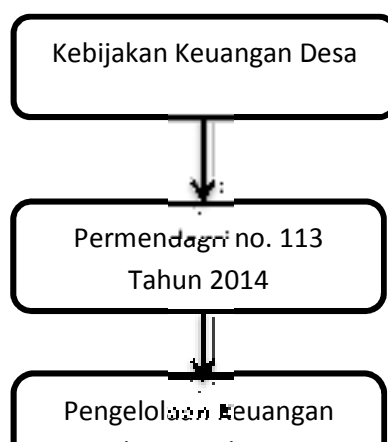 Kebijakan Keuangan Desa
Permendagri no. 113
Tahun 2014
Pengelolaan Keuangan